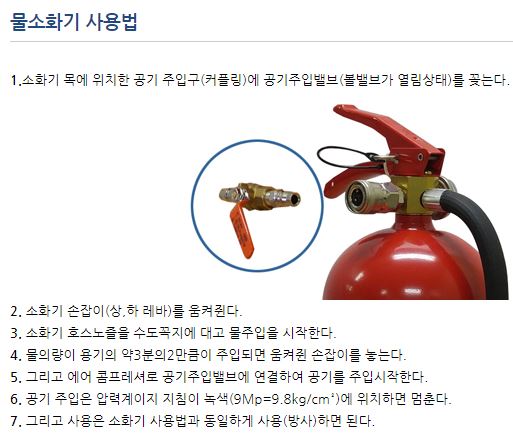 물소화기 사용법
1.소화기 목에 위치한 공기 주입구(커플링)에 공기주입밸브(볼밸브가 열림상태)를 꽂는다.
2. 소화기 손잡이(상,하 레바)를 움켜쥔다.
3. 소화기 호스노즐을 수도꼭지에 대고 물주입을 시작한다.
4. 물의량이 용기의 약3분의2만큼이 주입되면 움켜쥔 손잡이를 놓는다.
5. 그리고 에어 콤프레셔로 공기주입밸브에 연결하여 공기를 주입시작한다.
6. 공기 주입은 압력게이지 지침이 녹색(9Mp=9.8kg/cm²)에 위치하면 멈춘다.
7. 그리고 사용은 소화기 사용법과 동일하게 사용(방사)하면 된다.